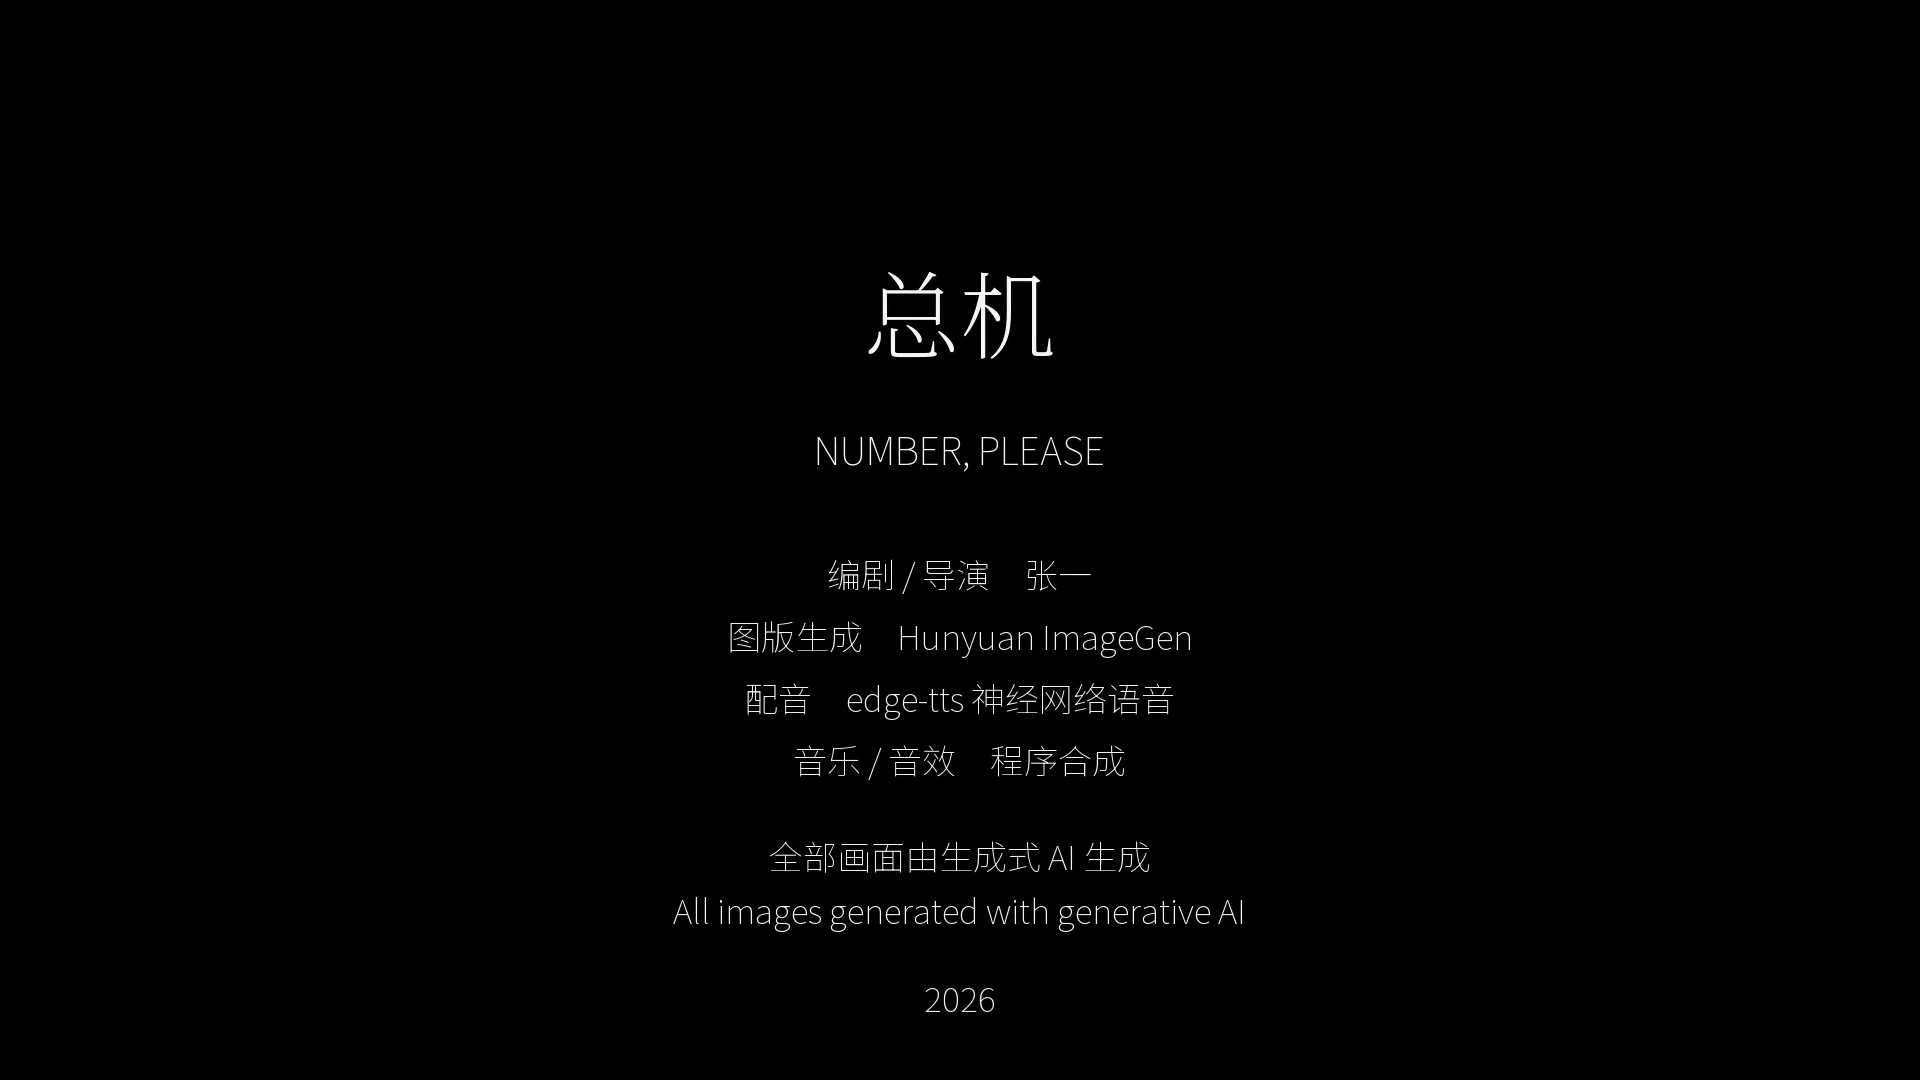 总机
NUMBER, PLEASE
编剧 / 导演　张一
图版生成　Hunyuan ImageGen
配音　edge-tts 神经网络语音
音乐 / 音效　程序合成
全部画面由生成式 AI 生成
All images generated with generative AI
2026